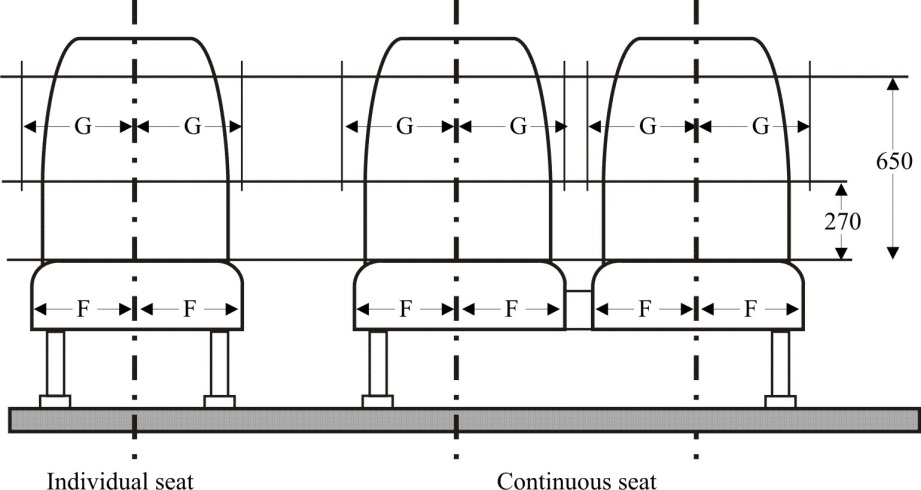 G G G G G G
650
270
F F F F F F
Individual seat Continuous seat